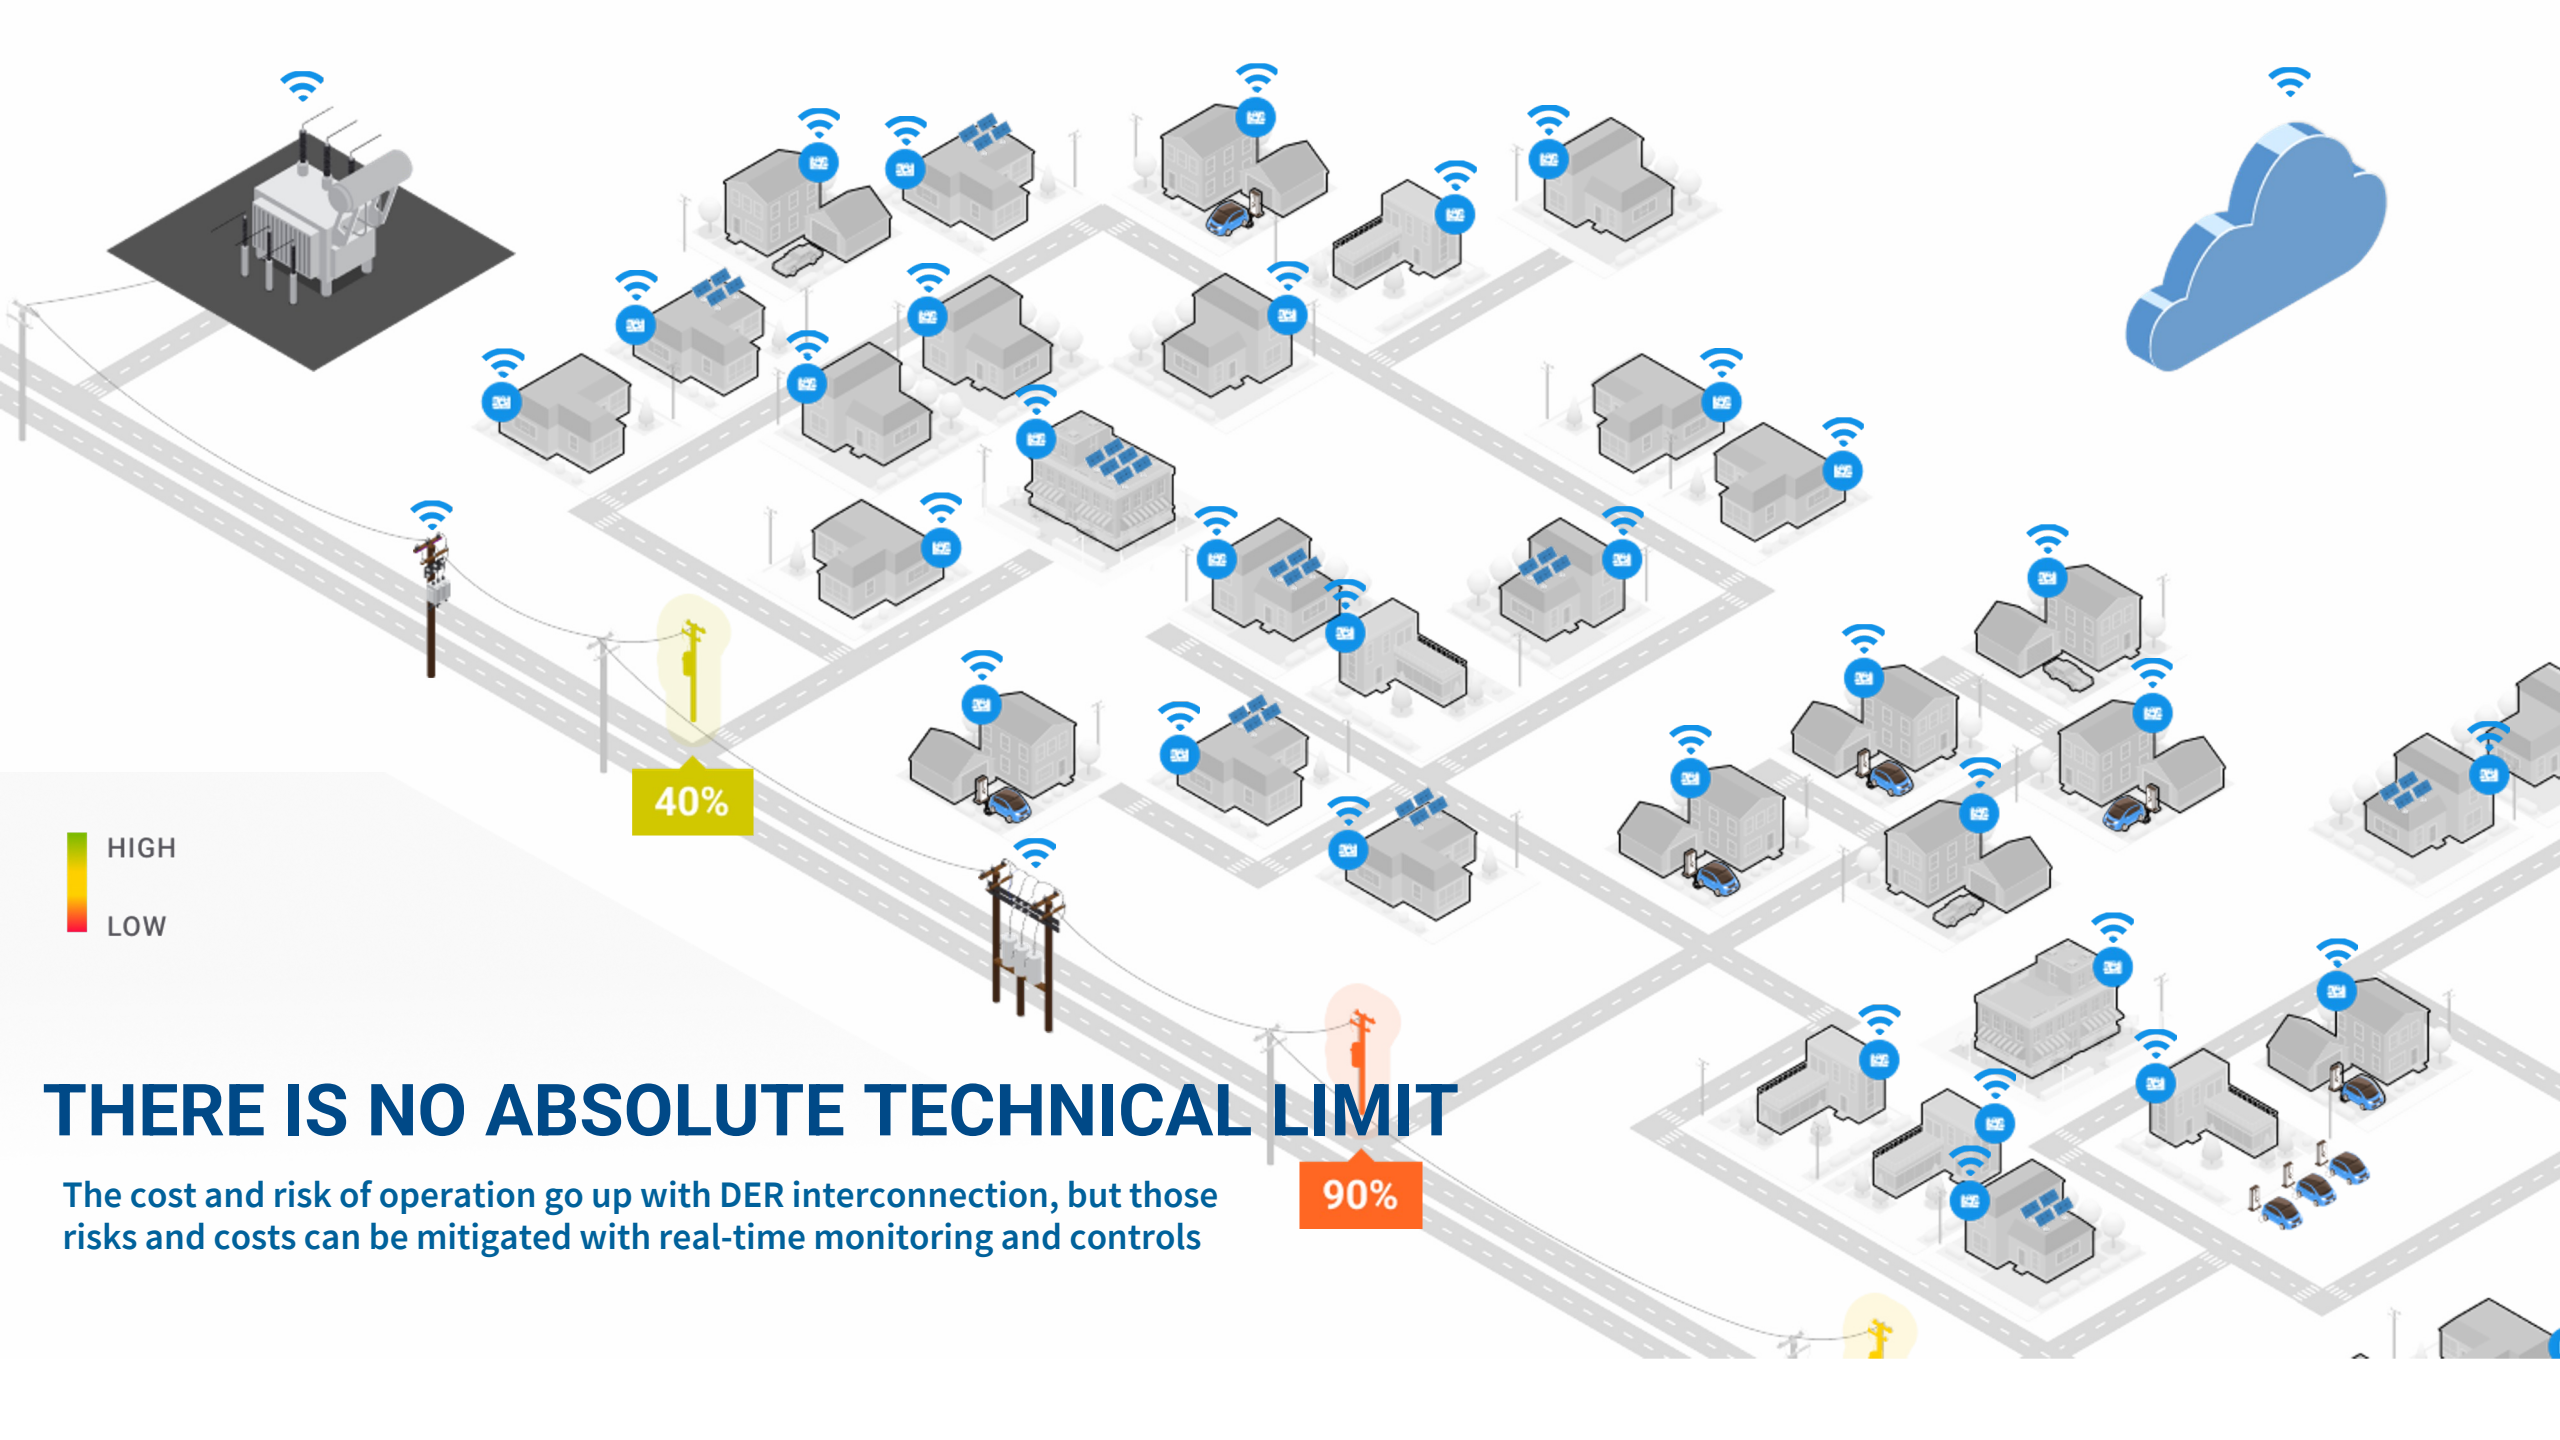 40%
HIGH
LOW
THERE IS NO ABSOLUTE TECHNICAL LIMIT
The cost and risk of operation go up with DER interconnection, but those
risks and costs can be mitigated with real-time monitoring and controls
90%